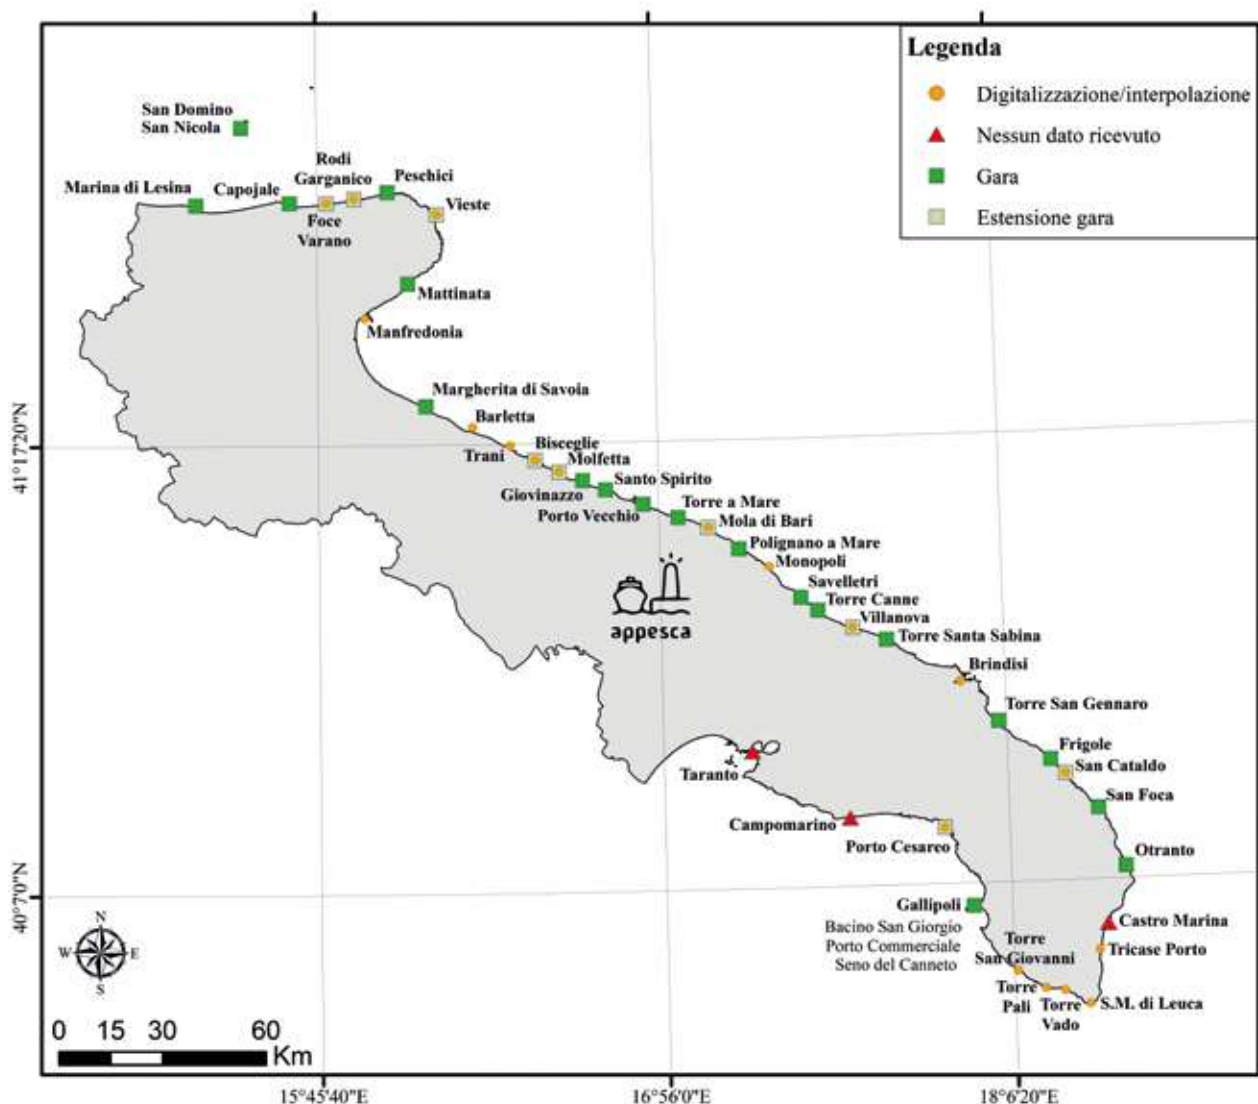 Legenda
Digitalizzazione/interpolazione
Nessun dato ricevuto
Gara
Estensione gara
San Domino
San Nicola
Marina di Lesina
Capojale
Rodi
Garganico
Foce
Varano
Peschici
Vieste
Mattinata
Manfredonia
Margherita di Savoia
Barletta
Trani
Bisceglie
Molfetta
Giovinazzo
Santo Spirito
Porto Vecchio
Torre a Mare
Mola di Bari
Polignano a Mare
Monopoli
Savelletri
Torre Canne
Villanova
Torre Santa Sabina
Brindisi
Torre San Gennaro
Frigole
San Cataldo
San Foca
Otranto
Castro Marina
Tricase Porto
S.M. di Leuca
Torre
Vado
Torre
Pali
Torre
San Giovanni
Gallipoli
Bacino San Giorgio
Porto Commerciale
Seno del Canneto
Porto Cesareo
Campomarino
Taranto
appesca
41°17'20"N
40°7'0"N
N
W E
S
0 15 30 60
Km
15°45'40"E
16°56'0"E
18°6'20"E